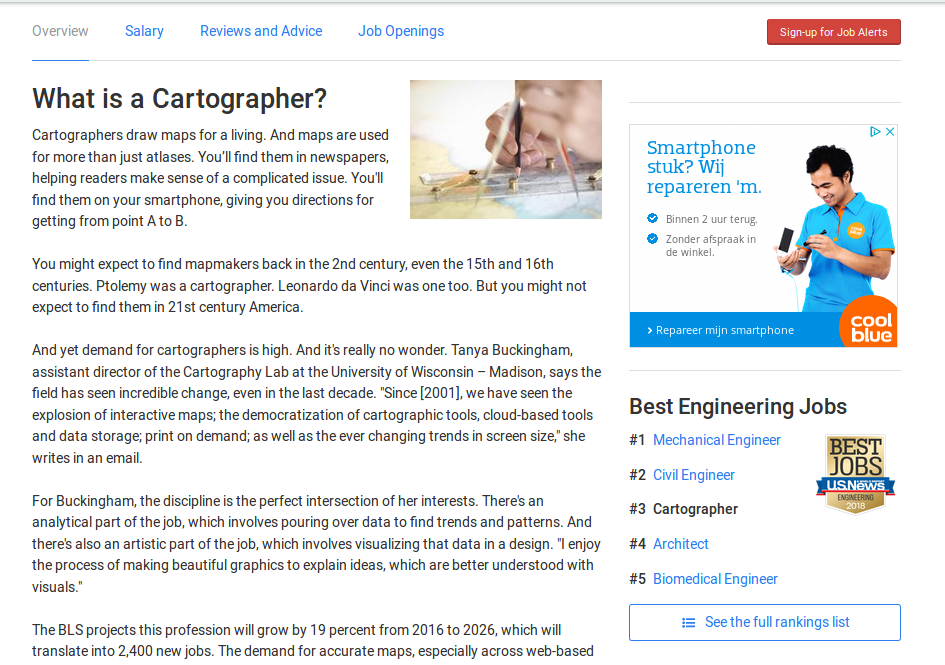 Overview Salary Reviews and Advice Job Openings
Sign-up for Job Alerts
What is a Cartographer?
Cartographers draw maps for a living. And maps are used
for more than just atlases. You'll find them in newspapers,
helping readers make sense of a complicated issue. You'll
find them on your smartphone, giving you directions for
getting from point A to B.
You might expect to find mapmakers back in the 2nd century, even the 15th and 16th
centuries. Ptolemy was a cartographer. Leonardo da Vinci was one too. But you might not
expect to find them in 21st century America.
And yet demand for cartographers is high. And it's really no wonder. Tanya Buckingham,
assistant director of the Cartography Lab at the University of Wisconsin – Madison, says the
field has seen incredible change, even in the last decade. "Since [2001], we have seen the
explosion of interactive maps; the democratization of cartographic tools, cloud-based tools
and data storage; print on demand; as well as the ever changing trends in screen size," she
writes in an email.
For Buckingham, the discipline is the perfect intersection of her interests. There's an
analytical part of the job, which involves pouring over data to find trends and patterns. And
there's also an artistic part of the job, which involves visualizing that data in a design. "I enjoy
the process of making beautiful graphics to explain ideas, which are better understood with
visuals."
The BLS projects this profession will grow by 19 percent from 2016 to 2026, which will
translate into 2,400 new jobs. The demand for accurate maps, especially across web-based
Smartphone
stuk? Wij
repareren 'm.
Binnen 2 uur terug.
Zonder afspraak in
de winkel.
cool
blue
Repareer mijn smartphone
cool
blue
Best Engineering Jobs
#1 Mechanical Engineer
#2 Civil Engineer
#3 Cartographer
#4 Architect
#5 Biomedical Engineer
BEST
JOBS
U.S.News
ENGINEERING
2018
See the full rankings list